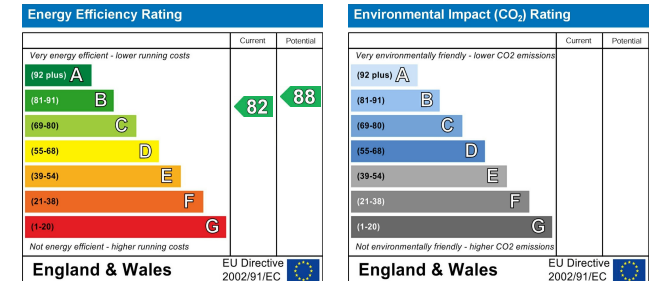 Energy Efficiency Rating
Current Potential
Very energy efficient - lower running costs
(92 plus) A
(81-91) B
(69-80) C
(55-68) D
(39-54) E
(21-38) F
(1-20) G
82
88
Not energy efficient - higher running costs
England & Wales
EU Directive
2002/91/EC
Environmental Impact (CO₂) Rating
Current Potential
Very environmentally friendly - lower CO2 emissions
(92 plus) A
(81-91) B
(69-80) C
(55-68) D
(39-54) E
(21-38) F
(1-20) G
Not environmentally friendly - higher CO2 emissions
England & Wales
EU Directive
2002/91/EC